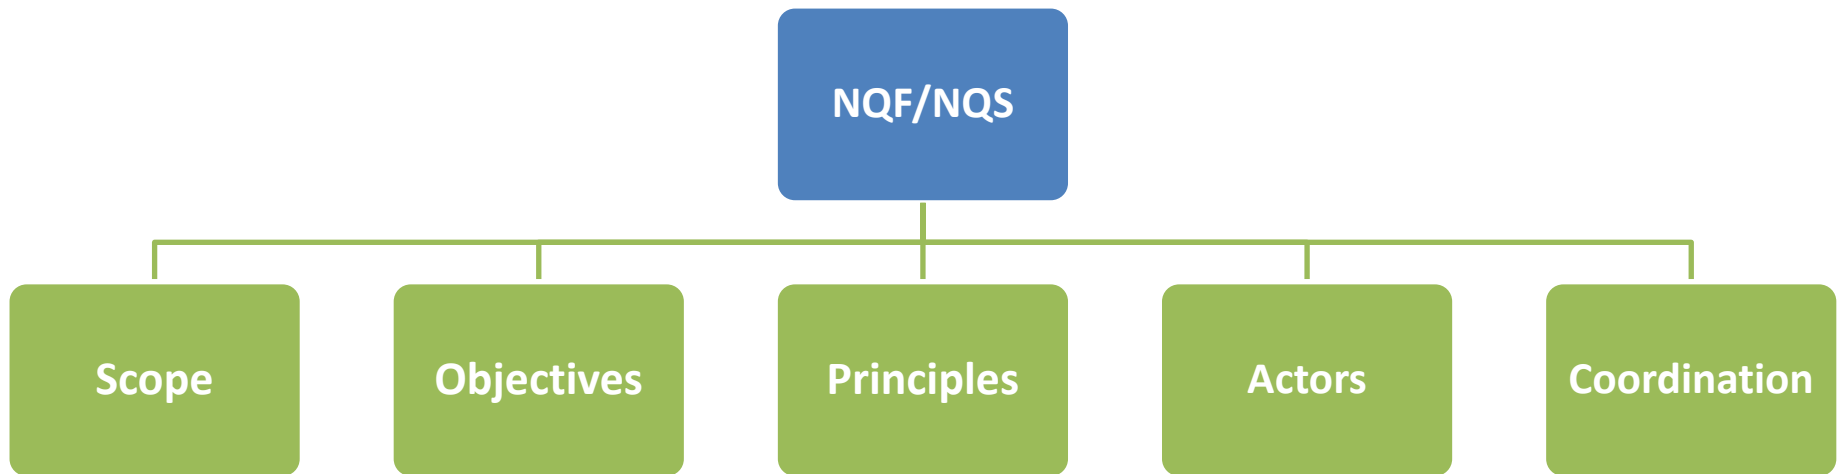 NQF/NQS
Scope
Objectives
Principles
Actors
Coordination